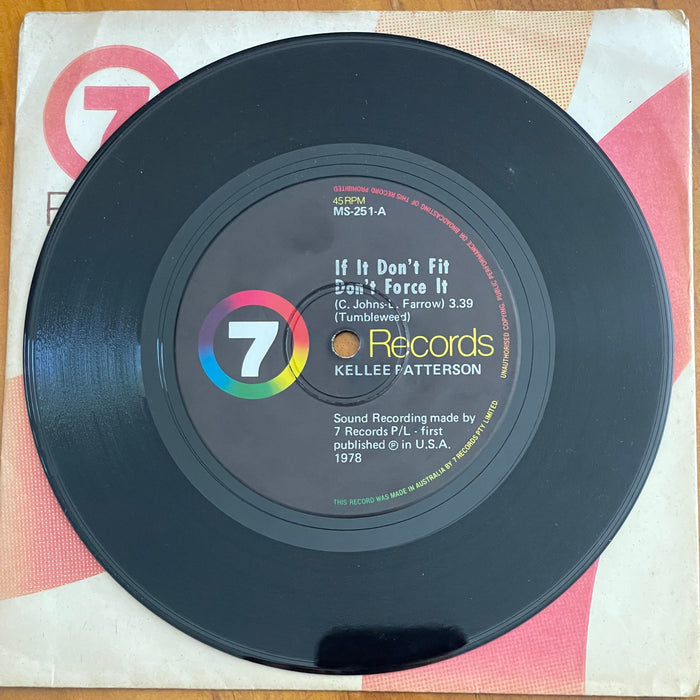 7
R
45 RPM
MS-251-A
If It Don't Fit
Don't Force It
(C. Johns-L. Farrow) 3.39
(Tumbleweed)
7 Records
KELLEE PATTERSON
Sound Recording made by
7 Records P/L - first
published ℗ in U.S.A.
1978
UNAUTHORISED COPYING, PUBLIC PERFORMANCE OR BROADCASTING OF THIS RECORD PROHIBITED
THIS RECORD WAS MADE IN AUSTRALIA BY 7 RECORDS PTY LIMITED